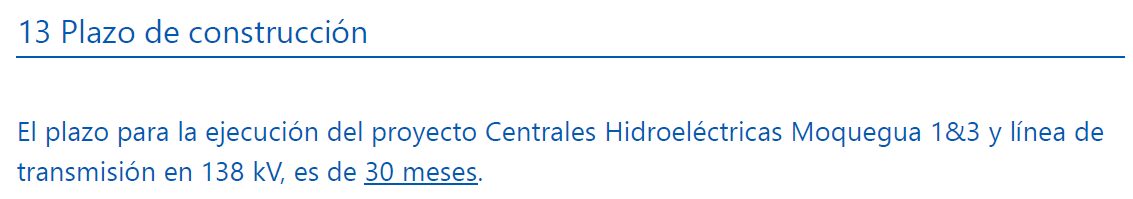 13 Plazo de construcción
El plazo para la ejecución del proyecto Centrales Hidroeléctricas Moquegua 1&3 y línea de
transmisión en 138 kV, es de 30 meses.